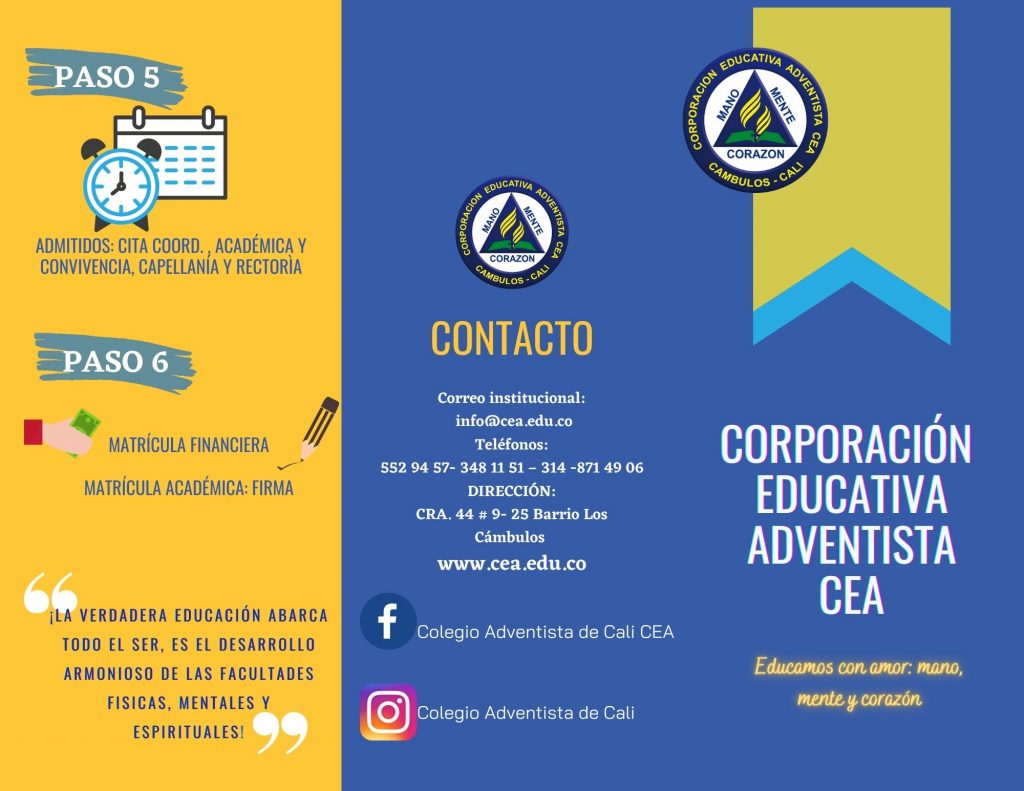 PASO 5
ADMITIDOS: CITA COORD. , ACADÉMICA Y
CONVIVENCIA, CAPELLANÍA Y RECTORÌA
PASO 6
MATRÍCULA FINANCIERA
MATRÍCULA ACADÉMICA: FIRMA
“
¡LA VERDADERA EDUCACIÓN ABARCA
TODO EL SER, ES EL DESARROLLO
ARMONIOSO DE LAS FACULTADES
FISICAS, MENTALES Y
ESPIRITUALES!
”
CORPORACION EDUCATIVA ADVENTISTA CEA
MANO
MENTE
CORAZON
CAMBULOS - CALI
CONTACTO
Correo institucional:
info@cea.edu.co
Teléfonos:
552 94 57- 348 11 51 – 314 -871 49 06
DIRECCIÓN:
CRA. 44 # 9- 25 Barrio Los
Cámbulos
www.cea.edu.co
Colegio Adventista de Cali CEA
Colegio Adventista de Cali
CORPORACION EDUCATIVA ADVENTISTA CEA
MANO
MENTE
CORAZON
CAMBULOS - CALI
CORPORACIÓN
EDUCATIVA
ADVENTISTA
CEA
Educamos con amor: mano,
mente y corazón